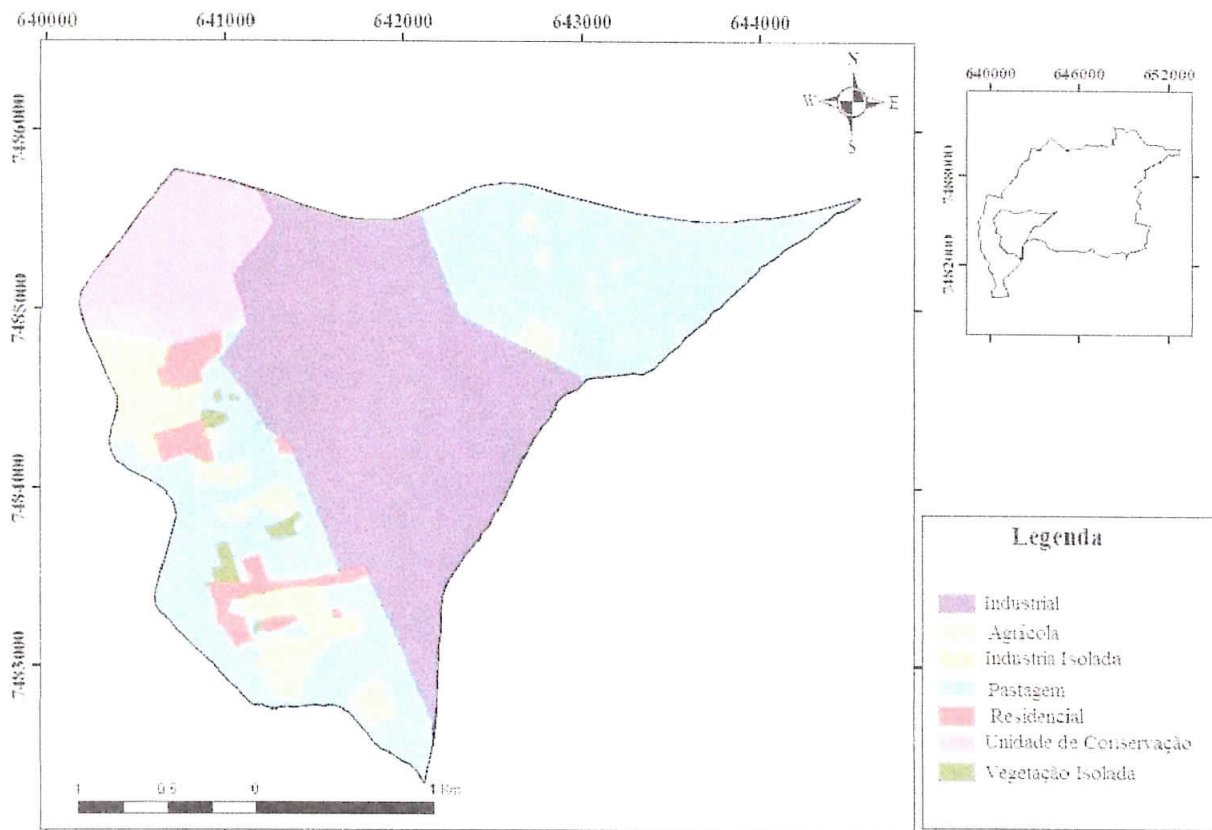 640000 641000 642000 643000 644000
7486000
7485000
7484000
7483000
S
W E
S
1 0.5 0 1 Km
640000 646000 652000
7488000
7482000
Legenda
Industrial
Agrícola
Industria Isolada
Pastagem
Residencial
Unidade de Conservação
Vegetação Isolada